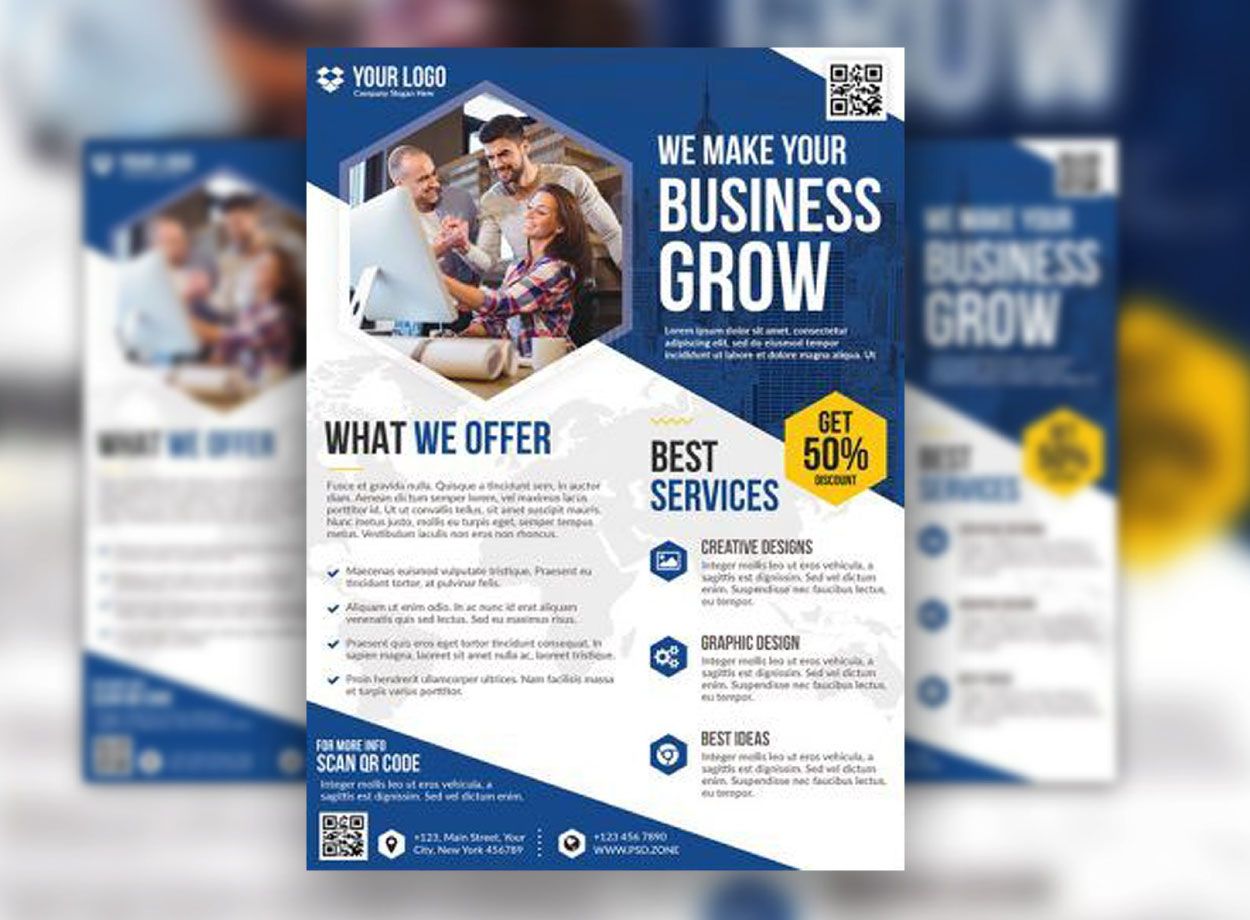 YOUR LOGO
Company Slogan Here
WE MAKE YOUR
BUSINESS
GROW
Lorem ipsum dolor sit amet, consectetur
adipiscing elit, sed do eiusmod tempor
incididunt ut labore et dolore magna aliqua. Ut
GET
50%
DISCOUNT
WHAT WE OFFER
Fusce et gravida nulla. Quisque a tincidunt sem. In auctor
diam. Aenean dictum semper lorem, vel maximus lacus
porttitor id. Ut ut convallis tellus, sit amet suscipit mauris.
Nunc metus justo, mollis eu turpis eget, semper tempus
metus. Vestibulum iaculis non eros non rhoncus.
Maecenas euismod vulputate tristique. Praesent eu
tincidunt tortor, at pulvinar felis.
Aliquam ut enim odio. In ac nunc id erat aliquam
venenatis quis sed lectus. Sed eu maximus risus.
Praesent quis eros eget tortor tincidunt consequat. In
sapien magna, laoreet sit amet nulla ac, laoreet tristique.
Proin hendrerit ullamcorper ultrices. Nam facilisis massa
et turpis varius porttitor.
BEST
SERVICES
CREATIVE DESIGNS
Integer mollis leo ut eros vehicula, a
sagittis est dignissim. Sed vel dictum
enim. Suspendisse nec faucibus lectus,
eu tempor.
GRAPHIC DESIGN
Integer mollis leo ut eros vehicula, a
sagittis est dignissim. Sed vel dictum
enim. Suspendisse nec faucibus lectus,
eu tempor.
BEST IDEAS
Integer mollis leo ut eros vehicula, a
sagittis est dignissim. Sed vel dictum
enim. Suspendisse nec faucibus lectus,
eu tempor.
FOR MORE INFO
SCAN QR CODE
Integer mollis leo ut eros vehicula, a
sagittis est dignissim. Sed vel dictum enim.
+123, Main Street, Your
City, New York 456789
+123 456 7890
WWW.PSD.ZONE
YOUR LOGO
WHAT WE OFFER
WE MAKE YOUR
BUSINESS
GROW
BEST
SERVICES